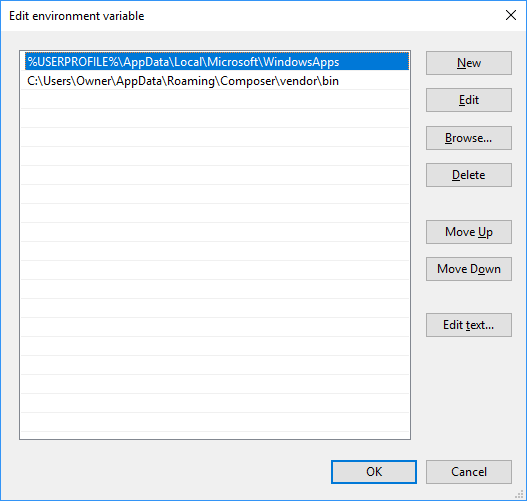 Edit environment variable
%USERPROFILE%\AppData\Local\Microsoft\WindowsApps
C:\Users\Owner\AppData\Roaming\Composer\vendor\bin
New
Edit
Browse...
Delete
Move Up
Move Down
Edit text...
OK
Cancel